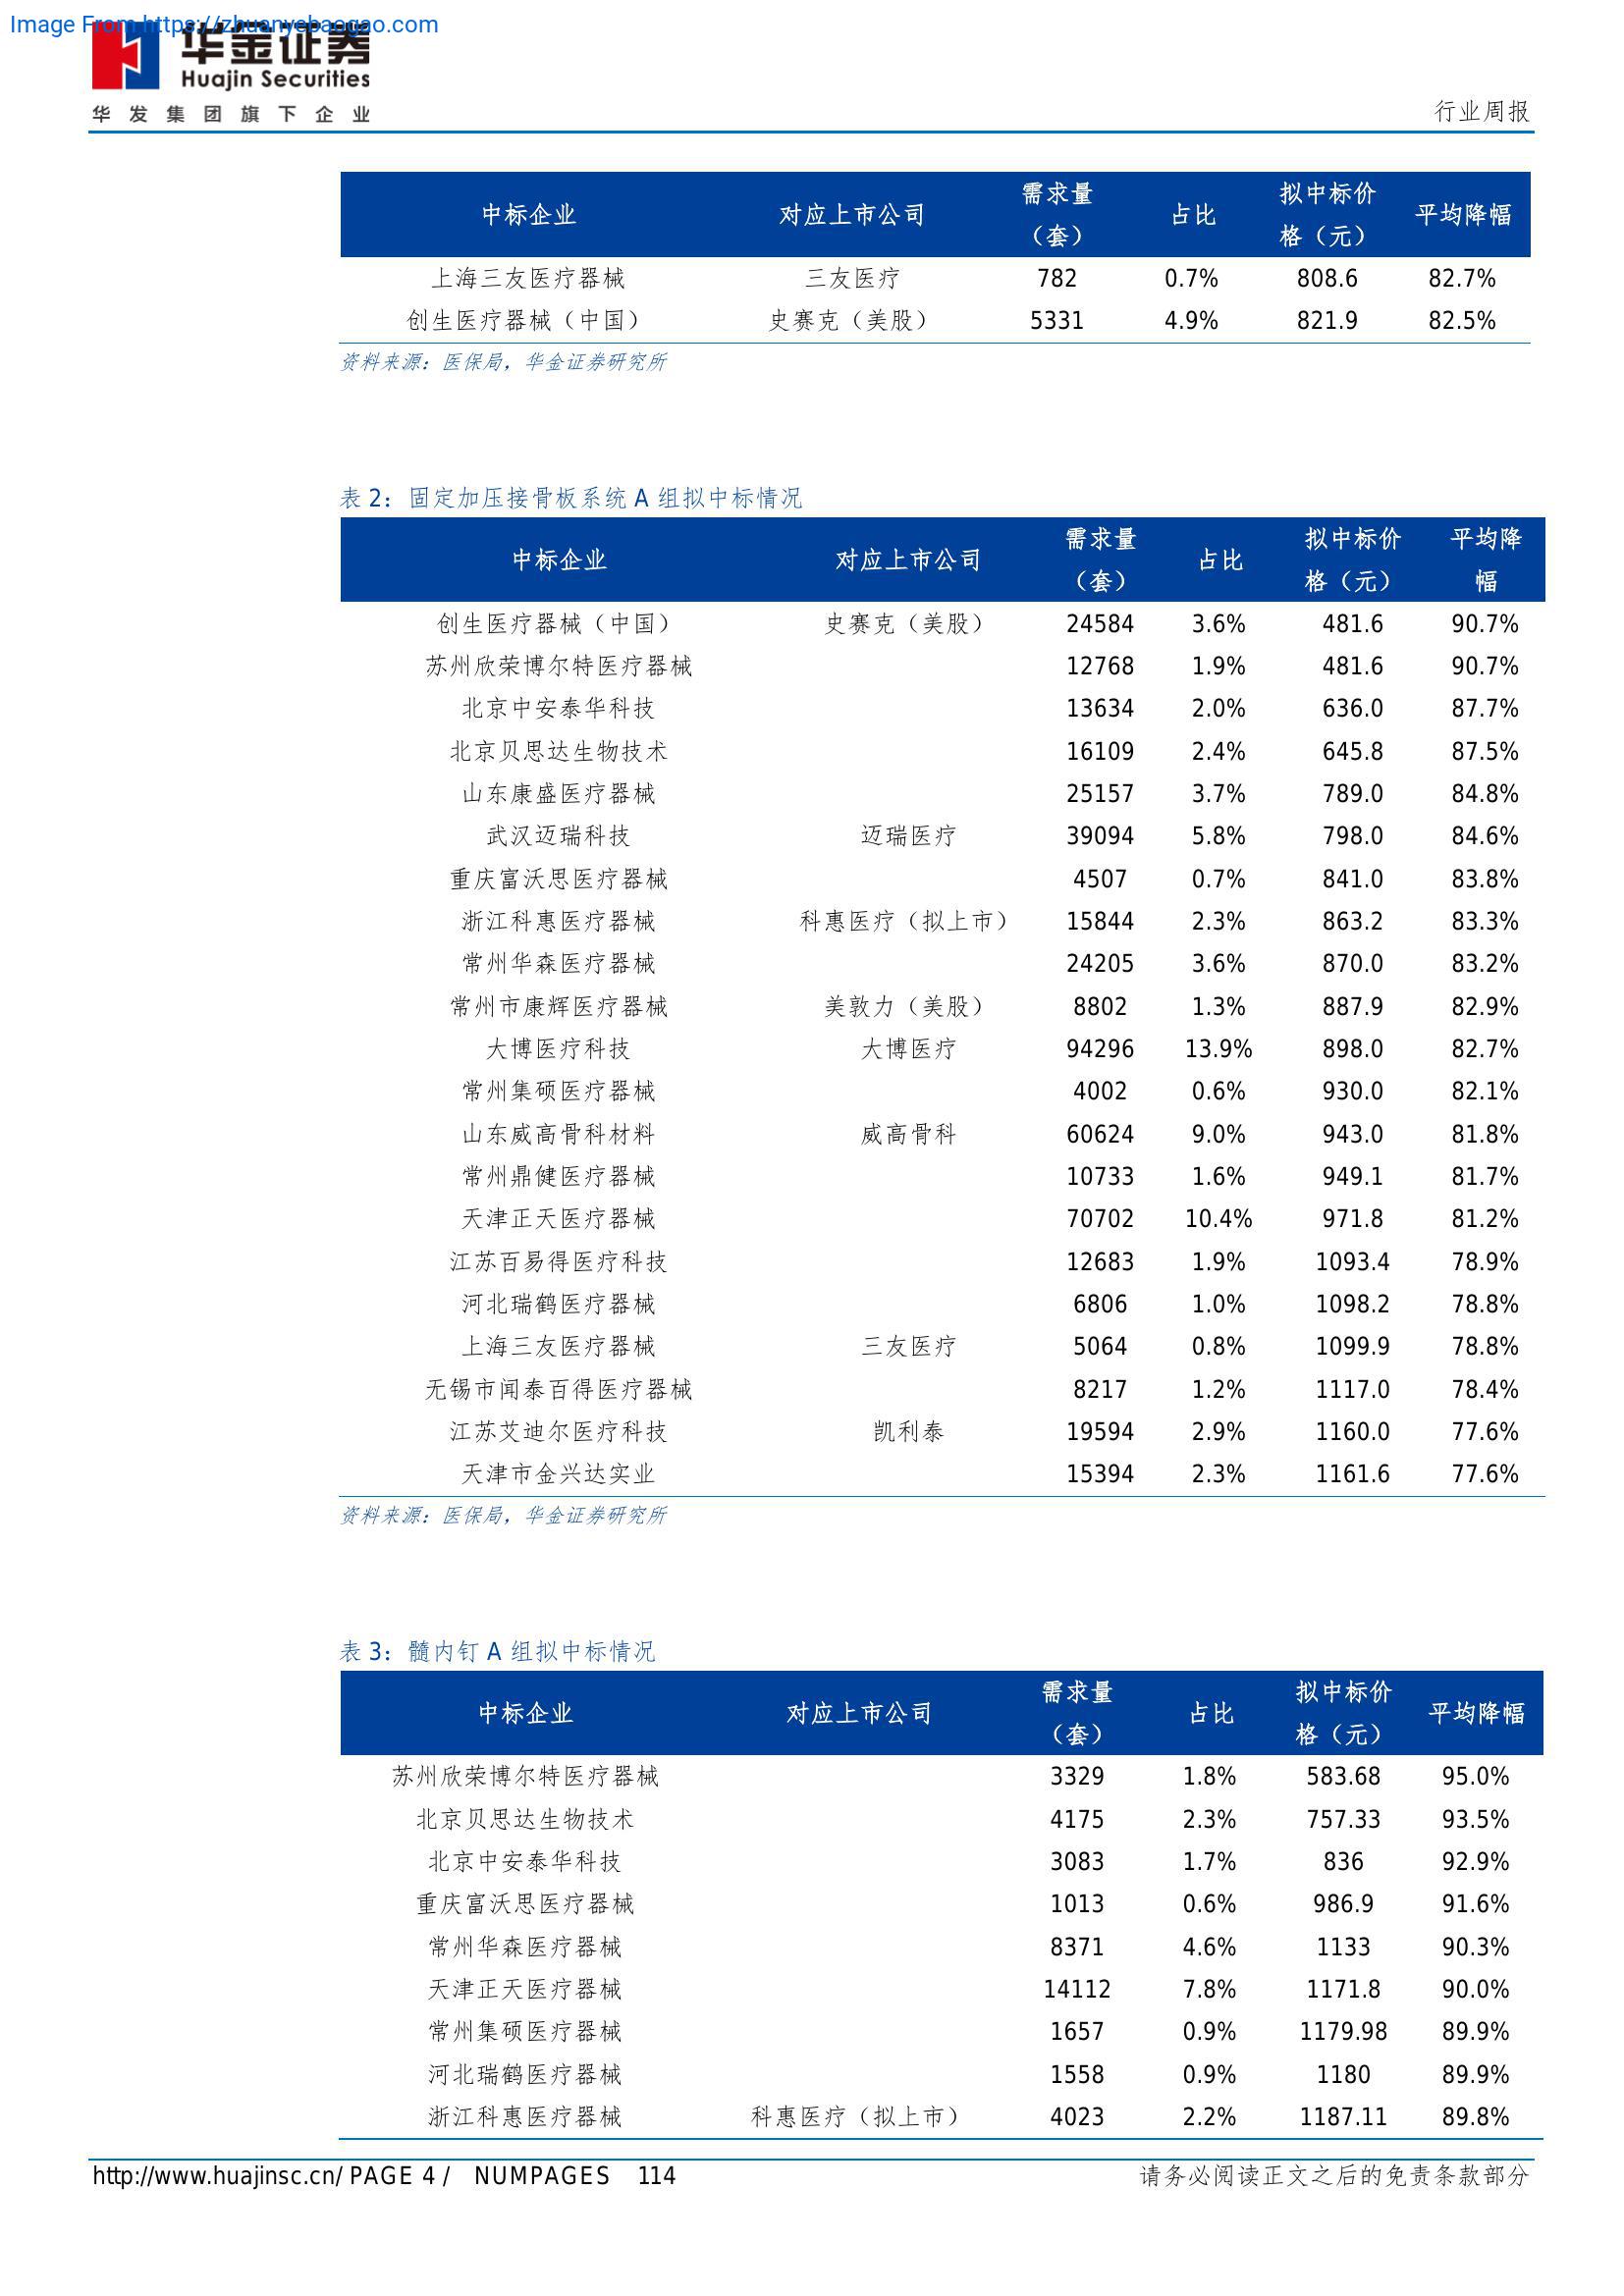 Image From https://zhuanyebaogao.com
华金证券
Huajin Securities
华发集团旗下企业
行业周报
中标企业 对应上市公司 需求量（套） 占比 拟中标价格（元） 平均降幅
上海三友医疗器械 三友医疗 782 0.7% 808.6 82.7%
创生医疗器械（中国） 史赛克（美股） 5331 4.9% 821.9 82.5%
资料来源：医保局，华金证券研究所
表 2：固定加压接骨板系统 A 组拟中标情况
中标企业 对应上市公司 需求量（套） 占比 拟中标价格（元） 平均降幅
创生医疗器械（中国） 史赛克（美股） 24584 3.6% 481.6 90.7%
苏州欣荣博尔特医疗器械 12768 1.9% 481.6 90.7%
北京中安泰华科技 13634 2.0% 636.0 87.7%
北京贝思达生物技术 16109 2.4% 645.8 87.5%
山东康盛医疗器械 25157 3.7% 789.0 84.8%
武汉迈瑞科技 迈瑞医疗 39094 5.8% 798.0 84.6%
重庆富沃思医疗器械 4507 0.7% 841.0 83.8%
浙江科惠医疗器械 科惠医疗（拟上市） 15844 2.3% 863.2 83.3%
常州华森医疗器械 24205 3.6% 870.0 83.2%
常州市康辉医疗器械 美敦力（美股） 8802 1.3% 887.9 82.9%
大博医疗科技 大博医疗 94296 13.9% 898.0 82.7%
常州集硕医疗器械 4002 0.6% 930.0 82.1%
山东威高骨科材料 威高骨科 60624 9.0% 943.0 81.8%
常州鼎健医疗器械 10733 1.6% 949.1 81.7%
天津正天医疗器械 70702 10.4% 971.8 81.2%
江苏百易得医疗科技 12683 1.9% 1093.4 78.9%
河北瑞鹤医疗器械 6806 1.0% 1098.2 78.8%
上海三友医疗器械 三友医疗 5064 0.8% 1099.9 78.8%
无锡市闻泰百得医疗器械 8217 1.2% 1117.0 78.4%
江苏艾迪尔医疗科技 凯利泰 19594 2.9% 1160.0 77.6%
天津市金兴达实业 15394 2.3% 1161.6 77.6%
资料来源：医保局，华金证券研究所
表 3：髓内钉 A 组拟中标情况
中标企业 对应上市公司 需求量（套） 占比 拟中标价格（元） 平均降幅
苏州欣荣博尔特医疗器械 3329 1.8% 583.68 95.0%
北京贝思达生物技术 4175 2.3% 757.33 93.5%
北京中安泰华科技 3083 1.7% 836 92.9%
重庆富沃思医疗器械 1013 0.6% 986.9 91.6%
常州华森医疗器械 8371 4.6% 1133 90.3%
天津正天医疗器械 14112 7.8% 1171.8 90.0%
常州集硕医疗器械 1657 0.9% 1179.98 89.9%
河北瑞鹤医疗器械 1558 0.9% 1180 89.9%
浙江科惠医疗器械 科惠医疗（拟上市） 4023 2.2% 1187.11 89.8%
http://www.huajinsc.cn/ PAGE 4 / NUMPAGES 114 请务必阅读正文之后的免责条款部分